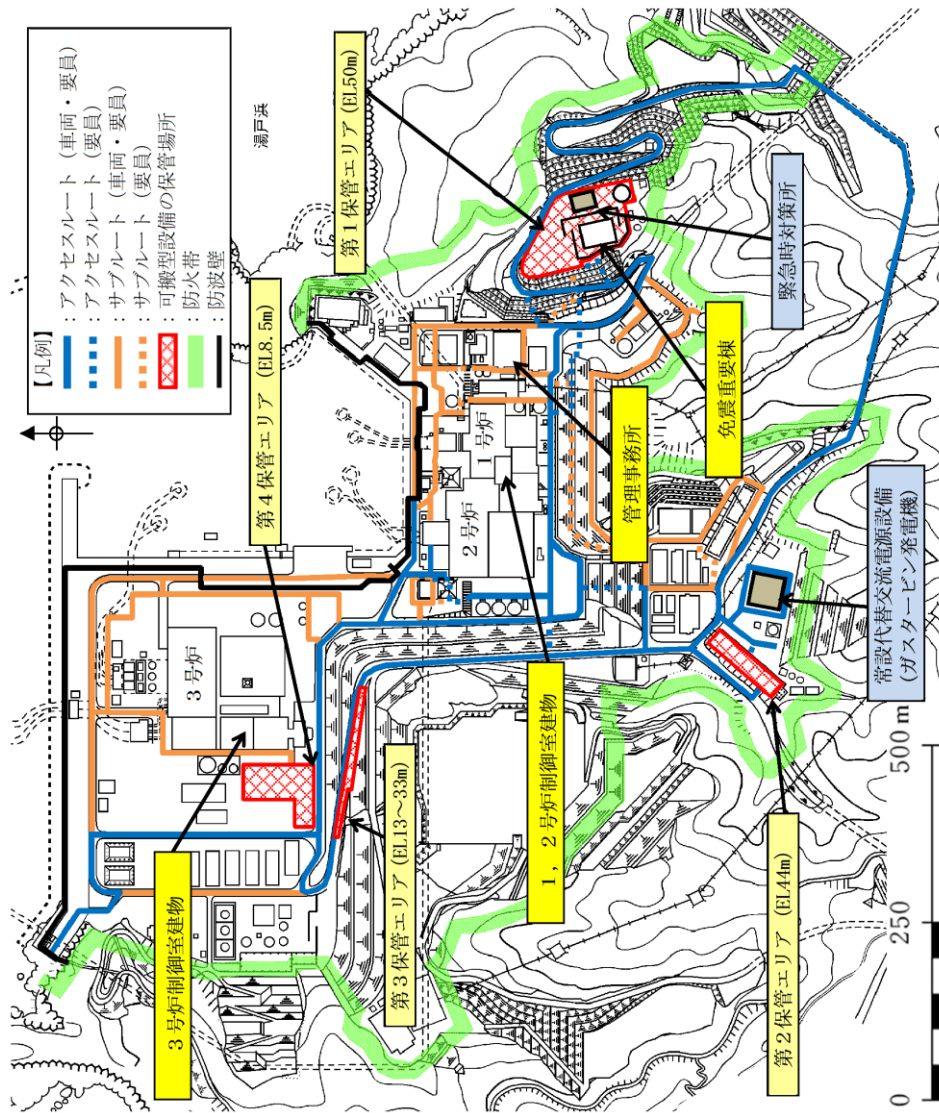 【凡例】
：アクセスルート（車両・要員）
：アクセスルート（要員）
：サブルート（車両・要員）
：サブルート（要員）
：可搬型設備の保管場所
：防火帯
：防波壁
湯戸浜
第１保管エリア（EL50m）
第４保管エリア（EL8.5m）
3号炉
2号炉
1号炉
3号炉制御室建物
第３保管エリア（EL13～33m）
１，２号炉制御室建物
管理事務所
免震重要棟
緊急時対策所
第２保管エリア（EL44m）
常設代替交流電源設備
（ガスタービン発電機）
0
250
500m